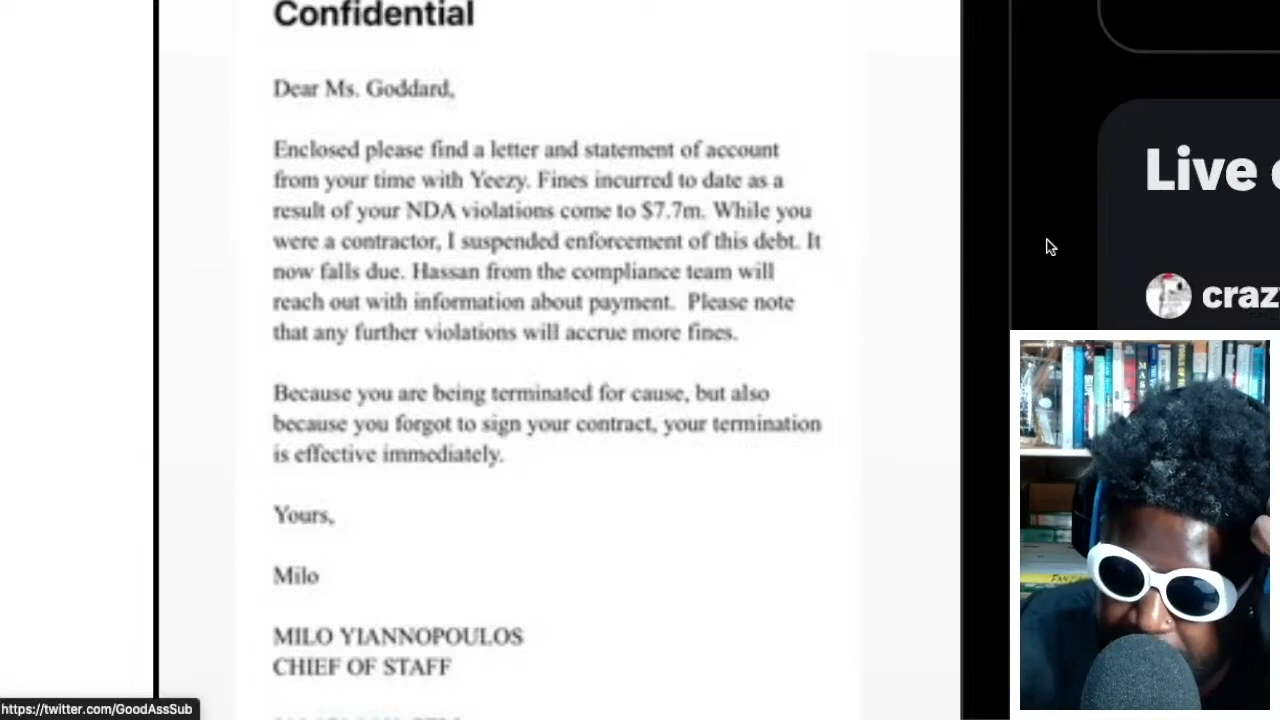 Confidential
Dear Ms. Goddard,
Enclosed please find a letter and statement of account
from your time with Yeezy. Fines incurred to date as a
result of your NDA violations come to $7.7m. While you
were a contractor, I suspended enforcement of this debt. It
now falls due. Hassan from the compliance team will
reach out with information about payment.  Please note
that any further violations will accrue more fines.
Because you are being terminated for cause, but also
because you forgot to sign your contract, your termination
is effective immediately.
Yours,
Milo
MILO YIANNOPOULOS
CHIEF OF STAFF
Live
craz
https://twitter.com/GoodAssSub